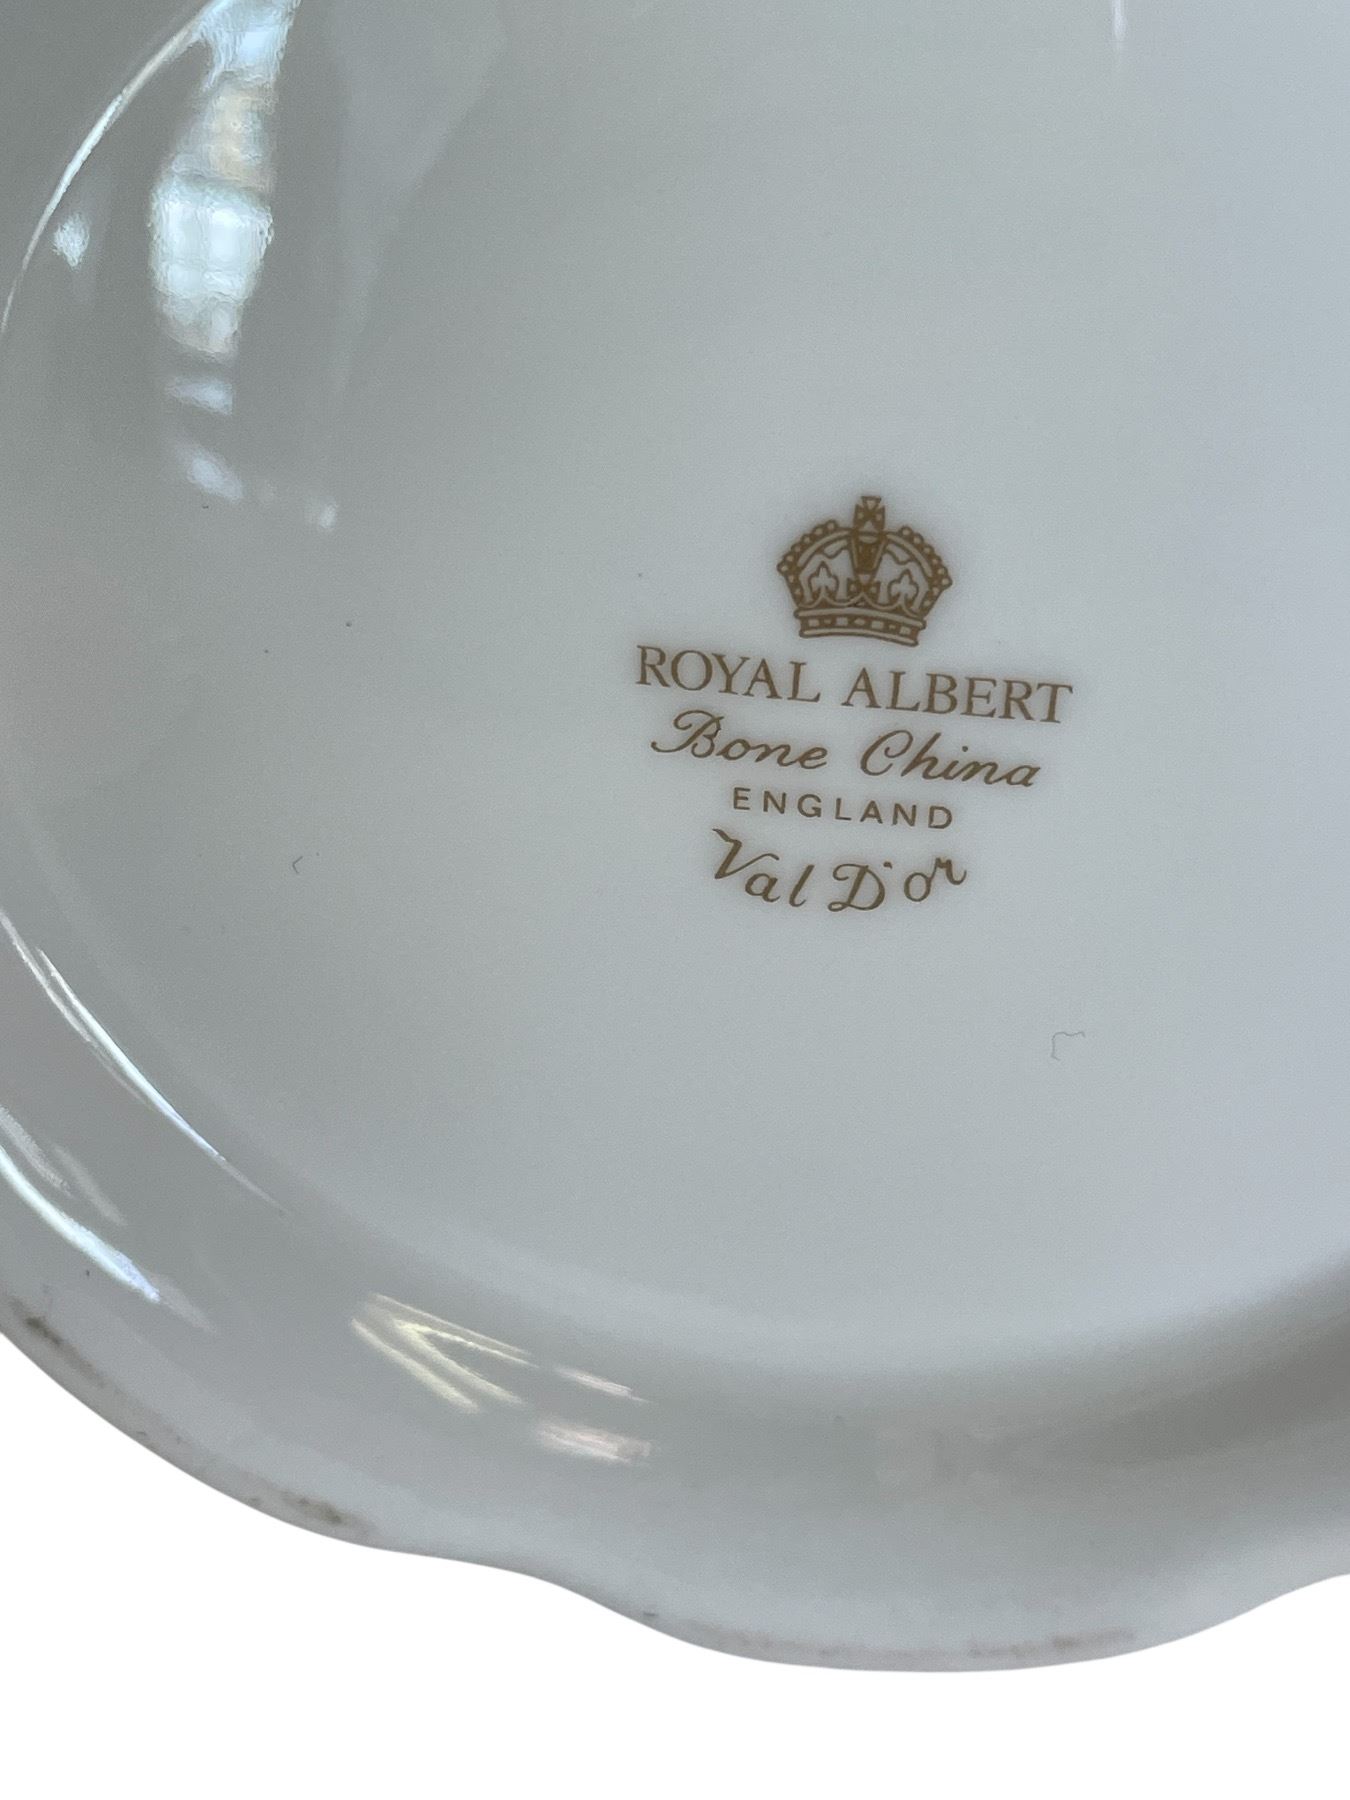 ROYAL ALBERT
Bone China
ENGLAND
Val D'or